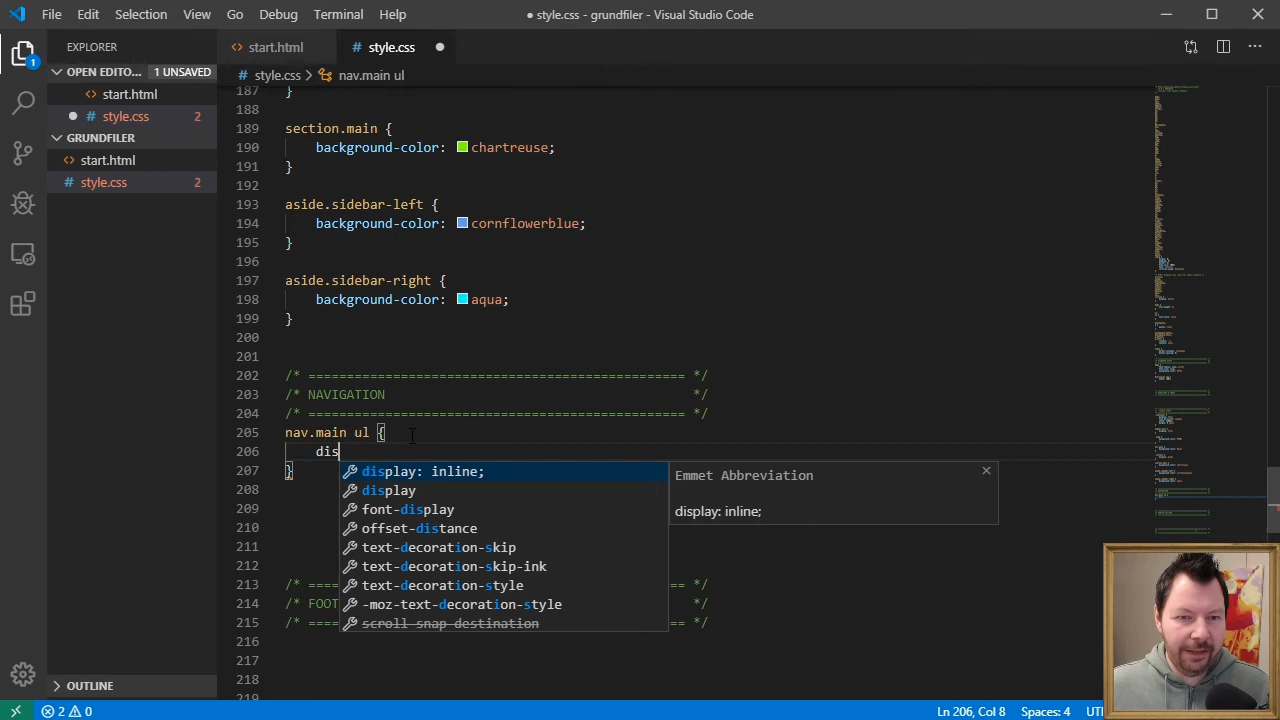 File Edit Selection View Go Debug Terminal Help
● style.css - grundfiler - Visual Studio Code
EXPLORER
OPEN EDITO... 1 UNSAVED
start.html
style.css 2
GRUNDFILER
start.html
style.css 2
OUTLINE
1
start.html
style.css
style.css > nav.main ul
187 }
188
189 section.main {
190 background-color: chartreuse;
191 }
192
193 aside.sidebar-left {
194 background-color: cornflowerblue;
195 }
196
197 aside.sidebar-right {
198 background-color: aqua;
199 }
200
201
202 /* ================================================= */
203 /* NAVIGATION */
204 /* ================================================= */
205 nav.main ul {
206 dis
207 }
display: inline;
Emmet Abbreviation
208 display
209 font-display
display: inline;
210 offset-distance
211 text-decoration-skip
212 text-decoration-skip-ink
213 /* == text-decoration-style == */
214 /* FOOT -moz-text-decoration-style */
215 /* == scroll-snap-destination == */
216
217
218
219
2 0
Ln 206, Col 8 Spaces: 4 UT